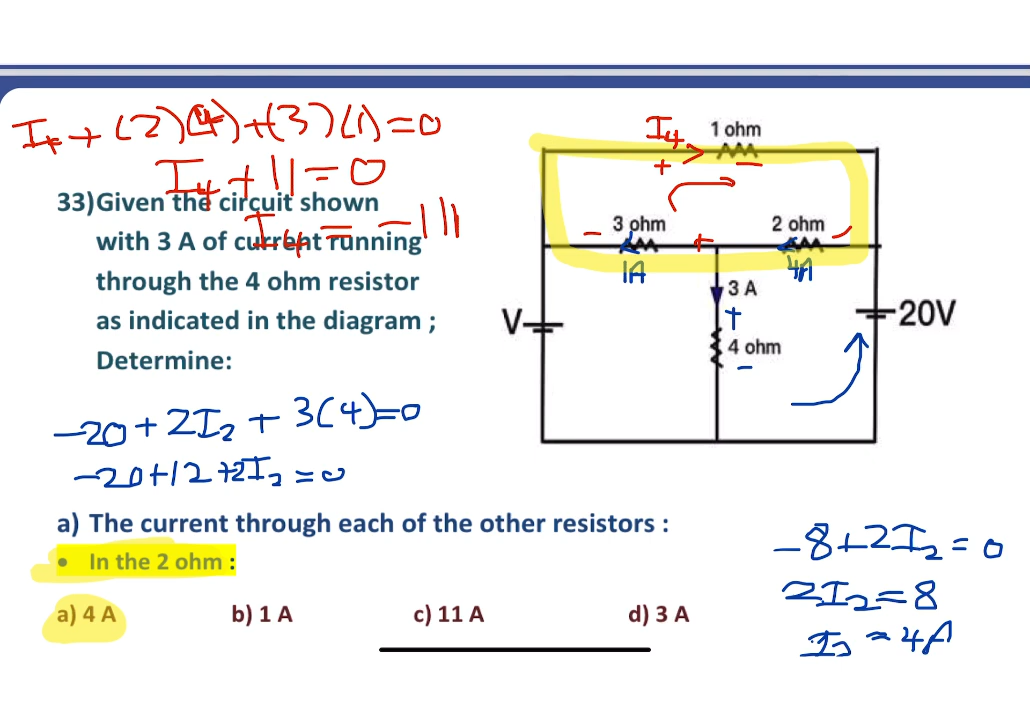 I₄ + (2)(4) + (3)(1) = 0
I₄ + 11 = 0
I₄ = -11
33)Given the circuit shown
with 3 A of current running
through the 4 ohm resistor
as indicated in the diagram ;
Determine:
I₄
1 ohm
+
-
3 ohm
2 ohm
-
+
-
1A
4A
3 A
+
4 ohm
-
V
20V
-20 + 2I₂ + 3(4)=0
-20+12+2I₂ = 0
a) The current through each of the other resistors :
• In the 2 ohm :
a) 4 A
b) 1 A
c) 11 A
d) 3 A
-8+2I₂ = 0
2I₂=8
I₂ = 4A